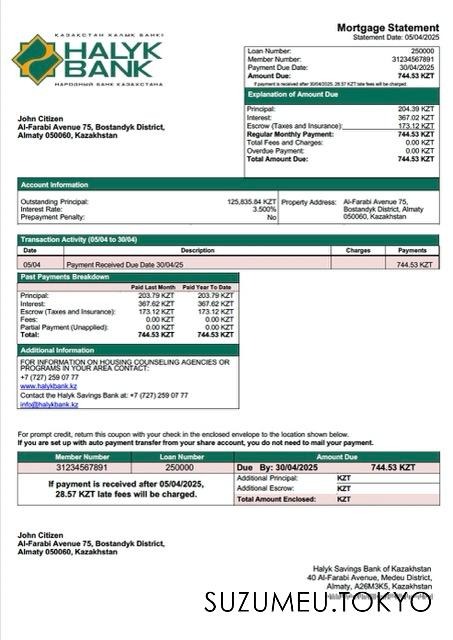 ҚАЗАҚСТАН ХАЛЫҚ БАНКІ
HALYK
BANK
НАРОДНЫЙ БАНК КАЗАХСТАНА
Mortgage Statement
Statement Date: 05/04/2025
Loan Number: 250000
Member Number: 31234567891
Payment Due Date: 30/04/2025
Amount Due: 744.53 KZT
If payment is received after 30/04/2025, 28.57 KZT late fees will be charged.
John Citizen
Al-Farabi Avenue 75, Bostandyk District,
Almaty 050060, Kazakhstan
Explanation of Amount Due
Principal: 204.39 KZT
Interest: 367.02 KZT
Escrow (Taxes and Insurance): 173.12 KZT
Regular Monthly Payment: 744.53 KZT
Total Fees and Charges: 0.00 KZT
Overdue Payment: 0.00 KZT
Total Amount Due: 744.53 KZT
Account Information
Outstanding Principal: 125,835.84 KZT
Interest Rate: 3.500%
Prepayment Penalty: No
Property Address: Al-Farabi Avenue 75,
Bostandyk District, Almaty
050060, Kazakhstan
Transaction Activity (05/04 to 30/04)
Date Description Charges Payments
05/04 Payment Received Due Date 30/04/25 744.53 KZT
Past Payments Breakdown
Paid Last Month Paid Year To Date
Principal: 203.79 KZT 203.79 KZT
Interest: 367.62 KZT 367.62 KZT
Escrow (Taxes and Insurance): 173.12 KZT 173.12 KZT
Fees: 0.00 KZT 0.00 KZT
Partial Payment (Unapplied): 0.00 KZT 0.00 KZT
Total: 744.53 KZT 744.53 KZT
Additional Information
FOR INFORMATION ON HOUSING COUNSELING AGENCIES OR
PROGRAMS IN YOUR AREA CONTACT:
+7 (727) 259 07 77
www.halykbank.kz
Contact the Halyk Savings Bank at: +7 (727) 259 07 77
info@halykbank.kz
For prompt credit, return this coupon with your check in the enclosed envelope to the location shown below.
If you are set up with auto payment transfer from your share account, you do not need to mail your payment.
Member Number Loan Number Amount Due
31234567891 250000 Due By: 30/04/2025 744.53 KZT
If payment is received after 05/04/2025,
28.57 KZT late fees will be charged.
Additional Principal: KZT
Additional Escrow: KZT
Total Amount Enclosed: KZT
John Citizen
Al-Farabi Avenue 75, Bostandyk District,
Almaty 050060, Kazakhstan
Halyk Savings Bank of Kazakhstan
40 Al-Farabi Avenue, Medeu District,
Almaty, A26M3K5, Kazakhstan
SUZUMEU.TOKYO